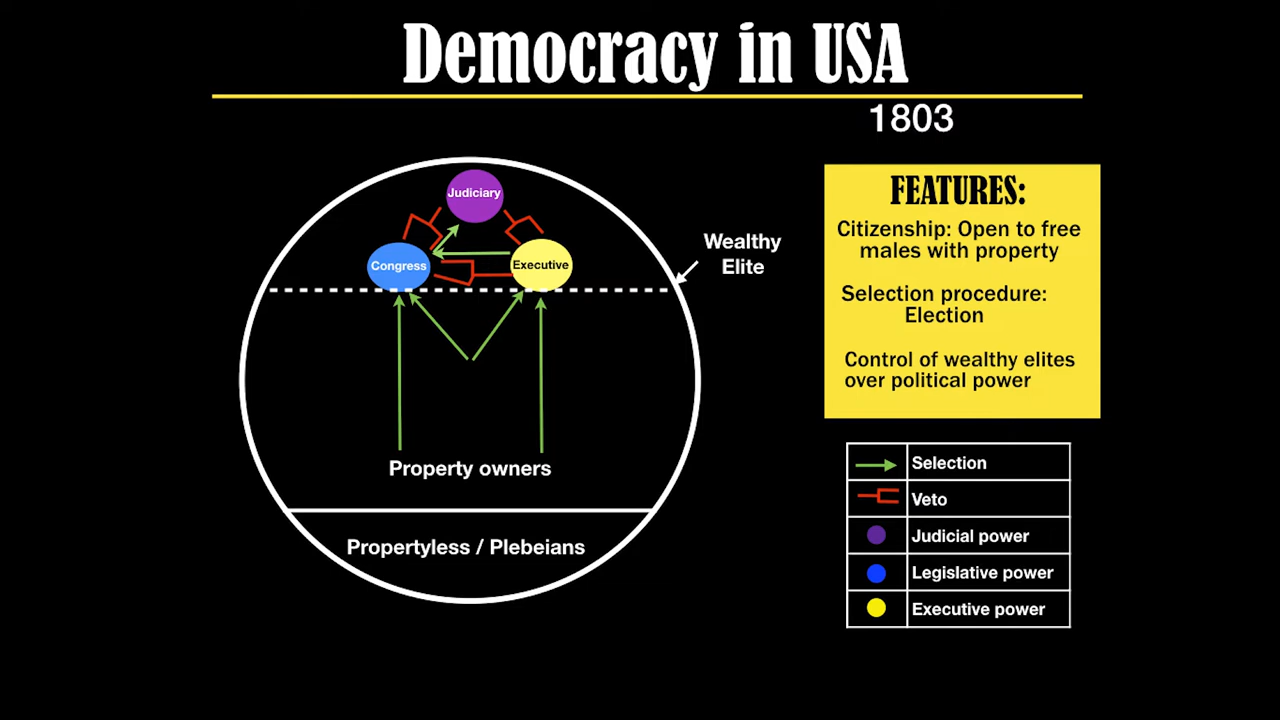 Democracy in USA
1803
Judiciary
Congress
Executive
Wealthy
Elite
Property owners
Propertyless / Plebeians
FEATURES:
Citizenship: Open to free
males with property
Selection procedure:
Election
Control of wealthy elites
over political power
Selection
Veto
Judicial power
Legislative power
Executive power